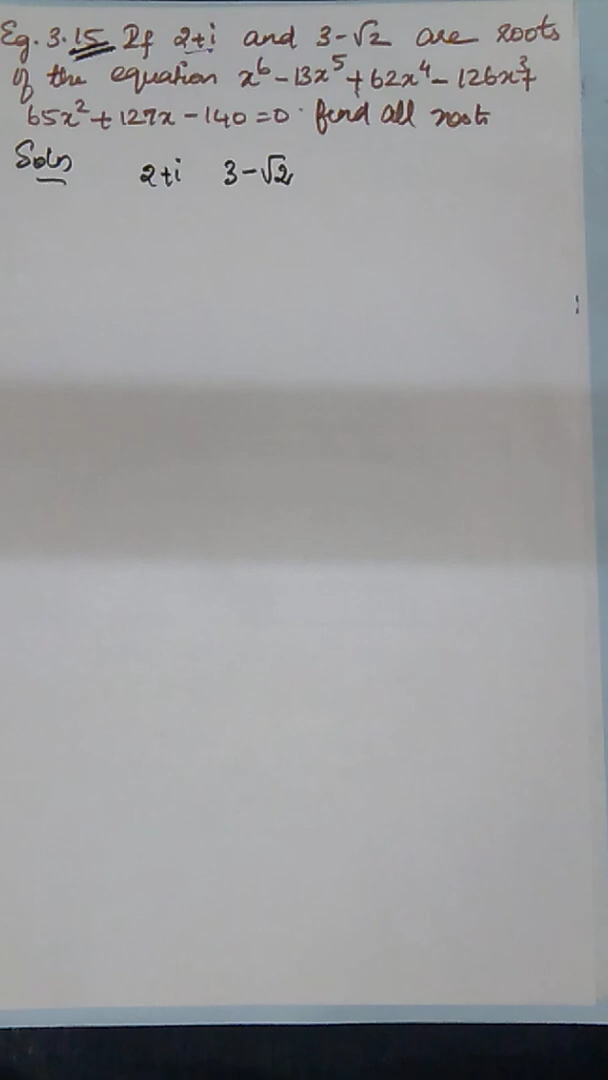 Eg. 3.15 If 2+i and 3-√2 are roots
of the equation x⁶-13x⁵+62x⁴-126x³+
65x²+127x-140=0. find all roots
Soln
2+i 3-√2